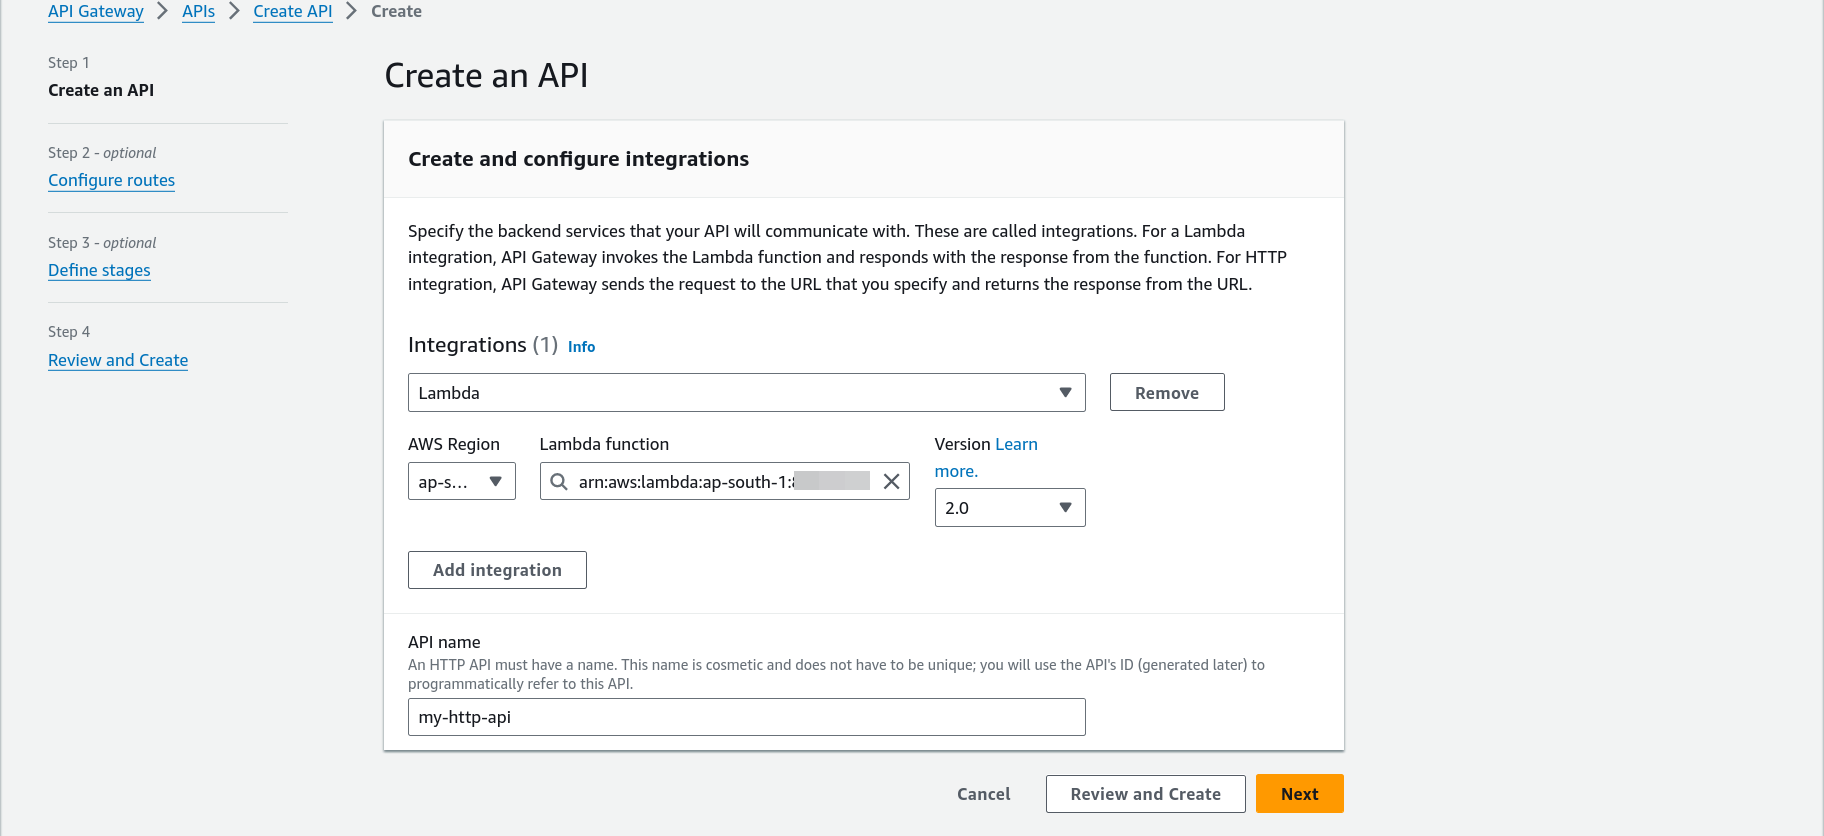 API Gateway > APIs > Create API > Create
Step 1
Create an API
Step 2 - optional
Configure routes
Step 3 - optional
Define stages
Step 4
Review and Create
Create an API
Create and configure integrations
Specify the backend services that your API will communicate with. These are called integrations. For a Lambda
integration, API Gateway invokes the Lambda function and responds with the response from the function. For HTTP
integration, API Gateway sends the request to the URL that you specify and returns the response from the URL.
Integrations (1) Info
Lambda
Remove
AWS Region
ap-s...
Lambda function
arn:aws:lambda:ap-south-1:
Version Learn
more.
2.0
Add integration
API name
An HTTP API must have a name. This name is cosmetic and does not have to be unique; you will use the API's ID (generated later) to
programmatically refer to this API.
my-http-api
Cancel
Review and Create
Next